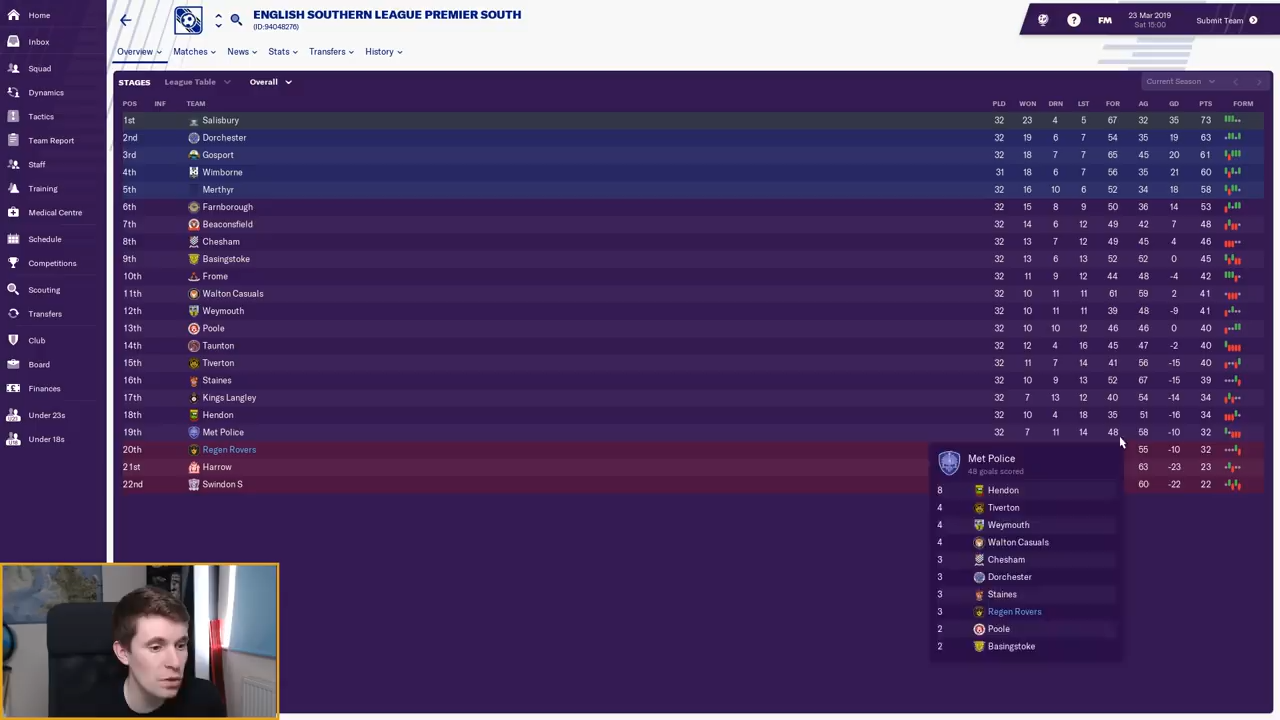 Home
Inbox
Squad
Dynamics
Tactics
Team Report
Staff
Training
Medical Centre
Schedule
Competitions
Scouting
Transfers
Club
Board
Finances
Under 23s
Under 18s
ENGLISH SOUTHERN LEAGUE PREMIER SOUTH
(ID:94048276)
FM
23 Mar 2019
Sat 15:00
Submit Team
Overview Matches News Stats Transfers History
STAGES League Table Overall Current Season
POS INF TEAM PLD WON DRN LST FOR AG GD PTS FORM
1st Salisbury 32 23 4 5 67 32 35 73
2nd Dorchester 32 19 6 7 54 35 19 63
3rd Gosport 32 18 7 7 65 45 20 61
4th Wimborne 31 18 6 7 56 35 21 60
5th Merthyr 32 16 10 6 52 34 18 58
6th Farnborough 32 15 8 9 50 36 14 53
7th Beaconsfield 32 14 6 12 49 42 7 48
8th Chesham 32 13 7 12 49 45 4 46
9th Basingstoke 32 13 6 13 52 52 0 45
10th Frome 32 11 9 12 44 48 -4 42
11th Walton Casuals 32 10 11 11 61 59 2 41
12th Weymouth 32 10 11 11 39 48 -9 41
13th Poole 32 10 10 12 46 46 0 40
14th Taunton 32 12 4 16 45 47 -2 40
15th Tiverton 32 11 7 14 41 56 -15 40
16th Staines 32 10 9 13 52 67 -15 39
17th Kings Langley 32 7 13 12 40 54 -14 34
18th Hendon 32 10 4 18 35 51 -16 34
19th Met Police 32 7 11 14 48 58 -10 32
20th Regen Rovers 55 -10 32
21st Harrow 63 -23 23
22nd Swindon S 60 -22 22
Met Police
48 goals scored
8 Hendon
4 Tiverton
4 Weymouth
4 Walton Casuals
3 Chesham
3 Dorchester
3 Staines
3 Regen Rovers
2 Poole
2 Basingstoke